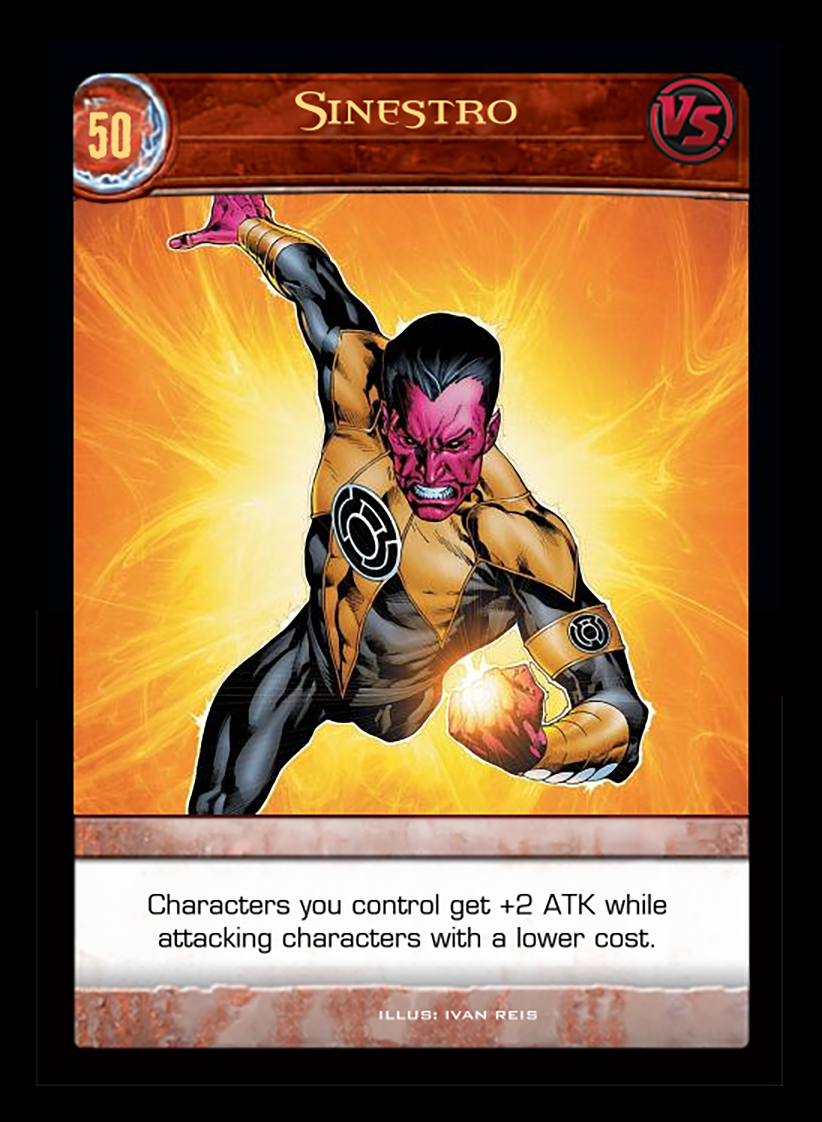 50
Sinestro
VS.
Characters you control get +2 ATK while
attacking characters with a lower cost.
ILLUS: IVAN REIS